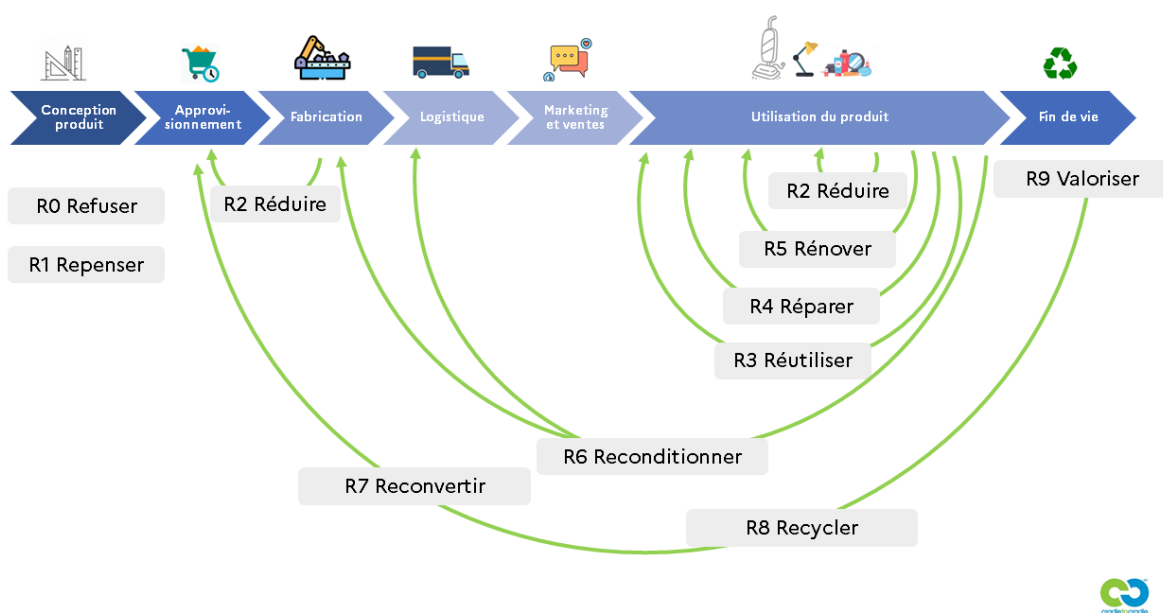 Conception
produit
Approvi-
sionnement
Fabrication
Logistique
Marketing
et ventes
Utilisation du produit
Fin de vie
R0 Refuser
R1 Repenser
R2 Réduire
R2 Réduire
R9 Valoriser
R5 Rénover
R4 Réparer
R3 Réutiliser
R6 Reconditionner
R7 Reconvertir
R8 Recycler
cradletocradle